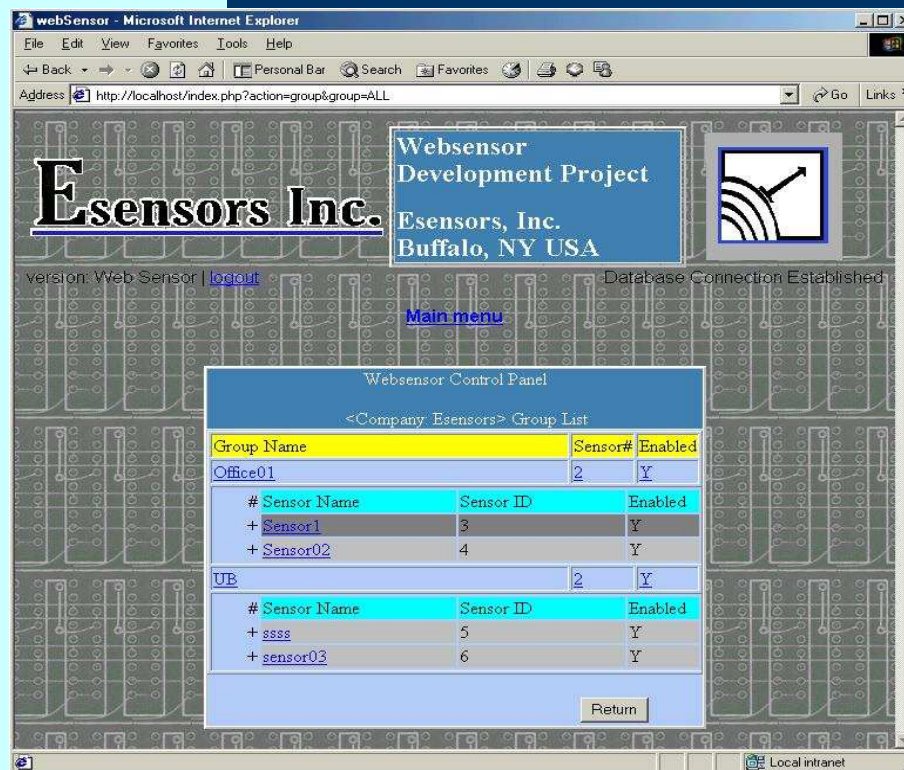 webSensor - Microsoft Internet Explorer
File Edit View Favorites Tools Help
Back Personal Bar Search Favorites
Address http://localhost/index.php?action=group&group=ALL Go Links
Esensors Inc.
Websensor
Development Project
Esensors, Inc.
Buffalo, NY USA
version: Web Sensor | logout Database Connection Established
Main menu
Websensor Control Panel
<Company: Esensors> Group List
Group Name Sensor# Enabled
Office01 2 Y
# Sensor Name Sensor ID Enabled
+ Sensor1 3 Y
+ Sensor02 4 Y
UB 2 Y
# Sensor Name Sensor ID Enabled
+ ssss 5 Y
+ sensor03 6 Y
Return
Local intranet